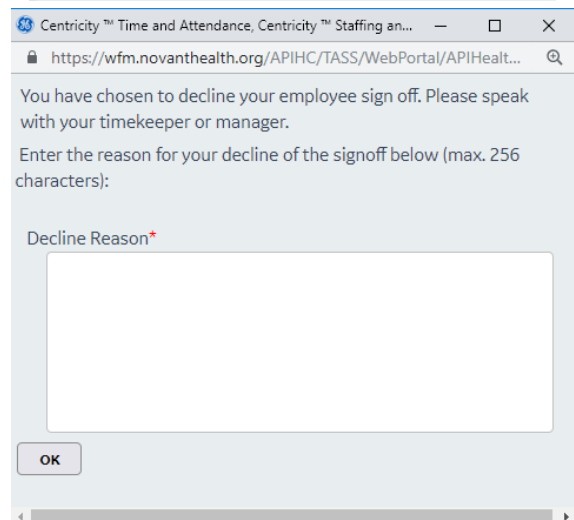 Centricity ™ Time and Attendance, Centricity ™ Staffing an...
https://wfm.novanthealth.org/APIHC/TASS/WebPortal/APIHealt...
You have chosen to decline your employee sign off. Please speak
with your timekeeper or manager.
Enter the reason for your decline of the signoff below (max. 256
characters):
Decline Reason*
OK